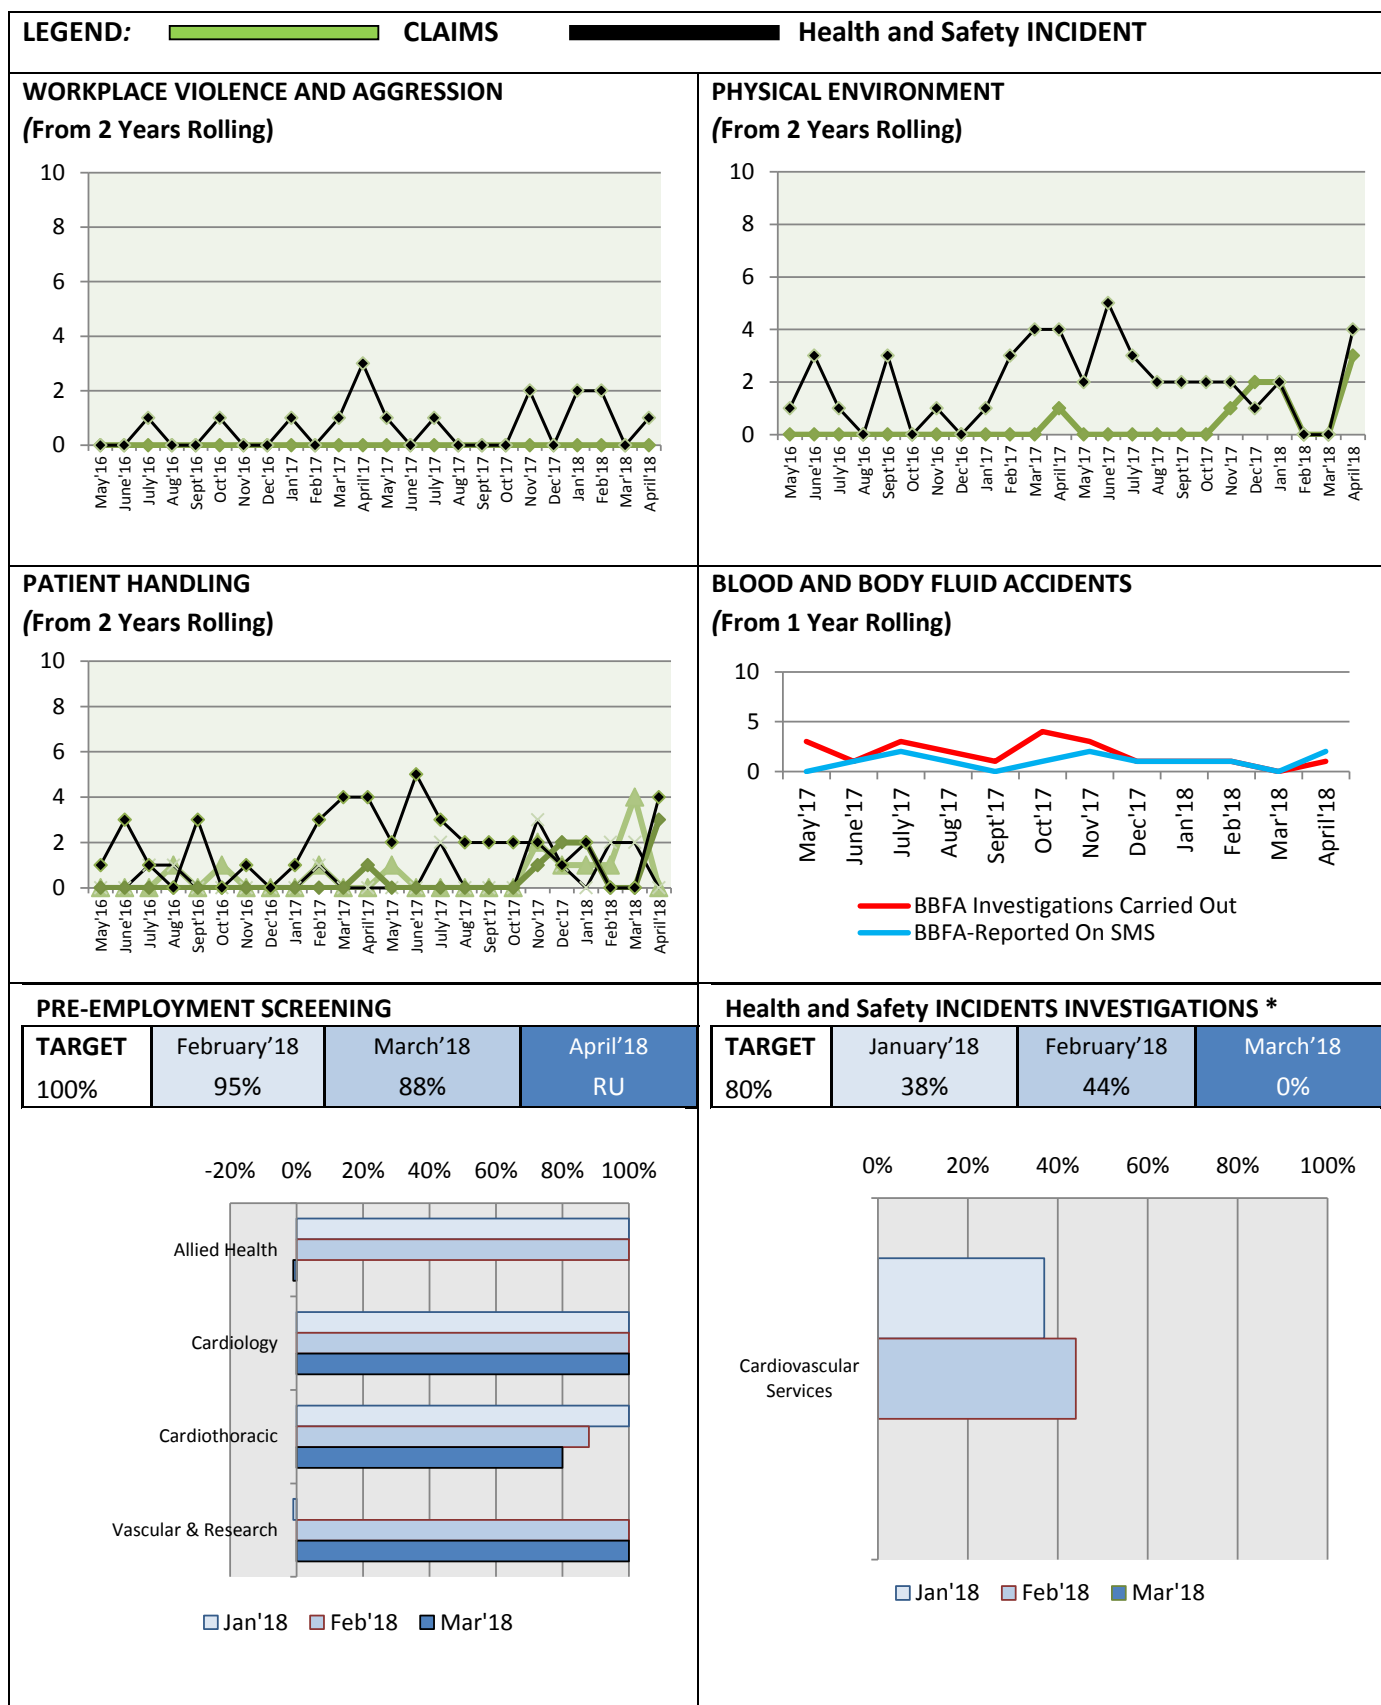 LEGEND: CLAIMS Health and Safety INCIDENT
WORKPLACE VIOLENCE AND AGGRESSION
(From 2 Years Rolling)
10
8
6
4
2
0
May'16 June'16 July'16 Aug'16 Sept'16 Oct'16 Nov'16 Dec'16 Jan'17 Feb'17 Mar'17 April'17 May'17 June'17 July'17 Aug'17 Sept'17 Oct'17 Nov'17 Dec'17 Jan'18 Feb'18 Mar'18 April'18
PHYSICAL ENVIRONMENT
(From 2 Years Rolling)
10
8
6
4
2
0
May'16 June'16 July'16 Aug'16 Sept'16 Oct'16 Nov'16 Dec'16 Jan'17 Feb'17 Mar'17 April'17 May'17 June'17 July'17 Aug'17 Sept'17 Oct'17 Nov'17 Dec'17 Jan'18 Feb'18 Mar'18 April'18
PATIENT HANDLING
(From 2 Years Rolling)
10
8
6
4
2
0
May'16 June'16 July'16 Aug'16 Sept'16 Oct'16 Nov'16 Dec'16 Jan'17 Feb'17 Mar'17 April'17 May'17 June'17 July'17 Aug'17 Sept'17 Oct'17 Nov'17 Dec'17 Jan'18 Feb'18 Mar'18 April'18
BLOOD AND BODY FLUID ACCIDENTS
(From 1 Year Rolling)
10
5
0
May'17 June'17 July'17 Aug'17 Sept'17 Oct'17 Nov'17 Dec'17 Jan'18 Feb'18 Mar'18 April'18
BBFA Investigations Carried Out
BBFA-Reported On SMS
PRE-EMPLOYMENT SCREENING
TARGET February’18 March’18 April’18
100% 95% 88% RU
-20% 0% 20% 40% 60% 80% 100%
Allied Health
Cardiology
Cardiothoracic
Vascular & Research
Jan'18 Feb'18 Mar'18
Health and Safety INCIDENTS INVESTIGATIONS *
TARGET January’18 February’18 March’18
80% 38% 44% 0%
0% 20% 40% 60% 80% 100%
Cardiovascular
Services
Jan'18 Feb'18 Mar'18